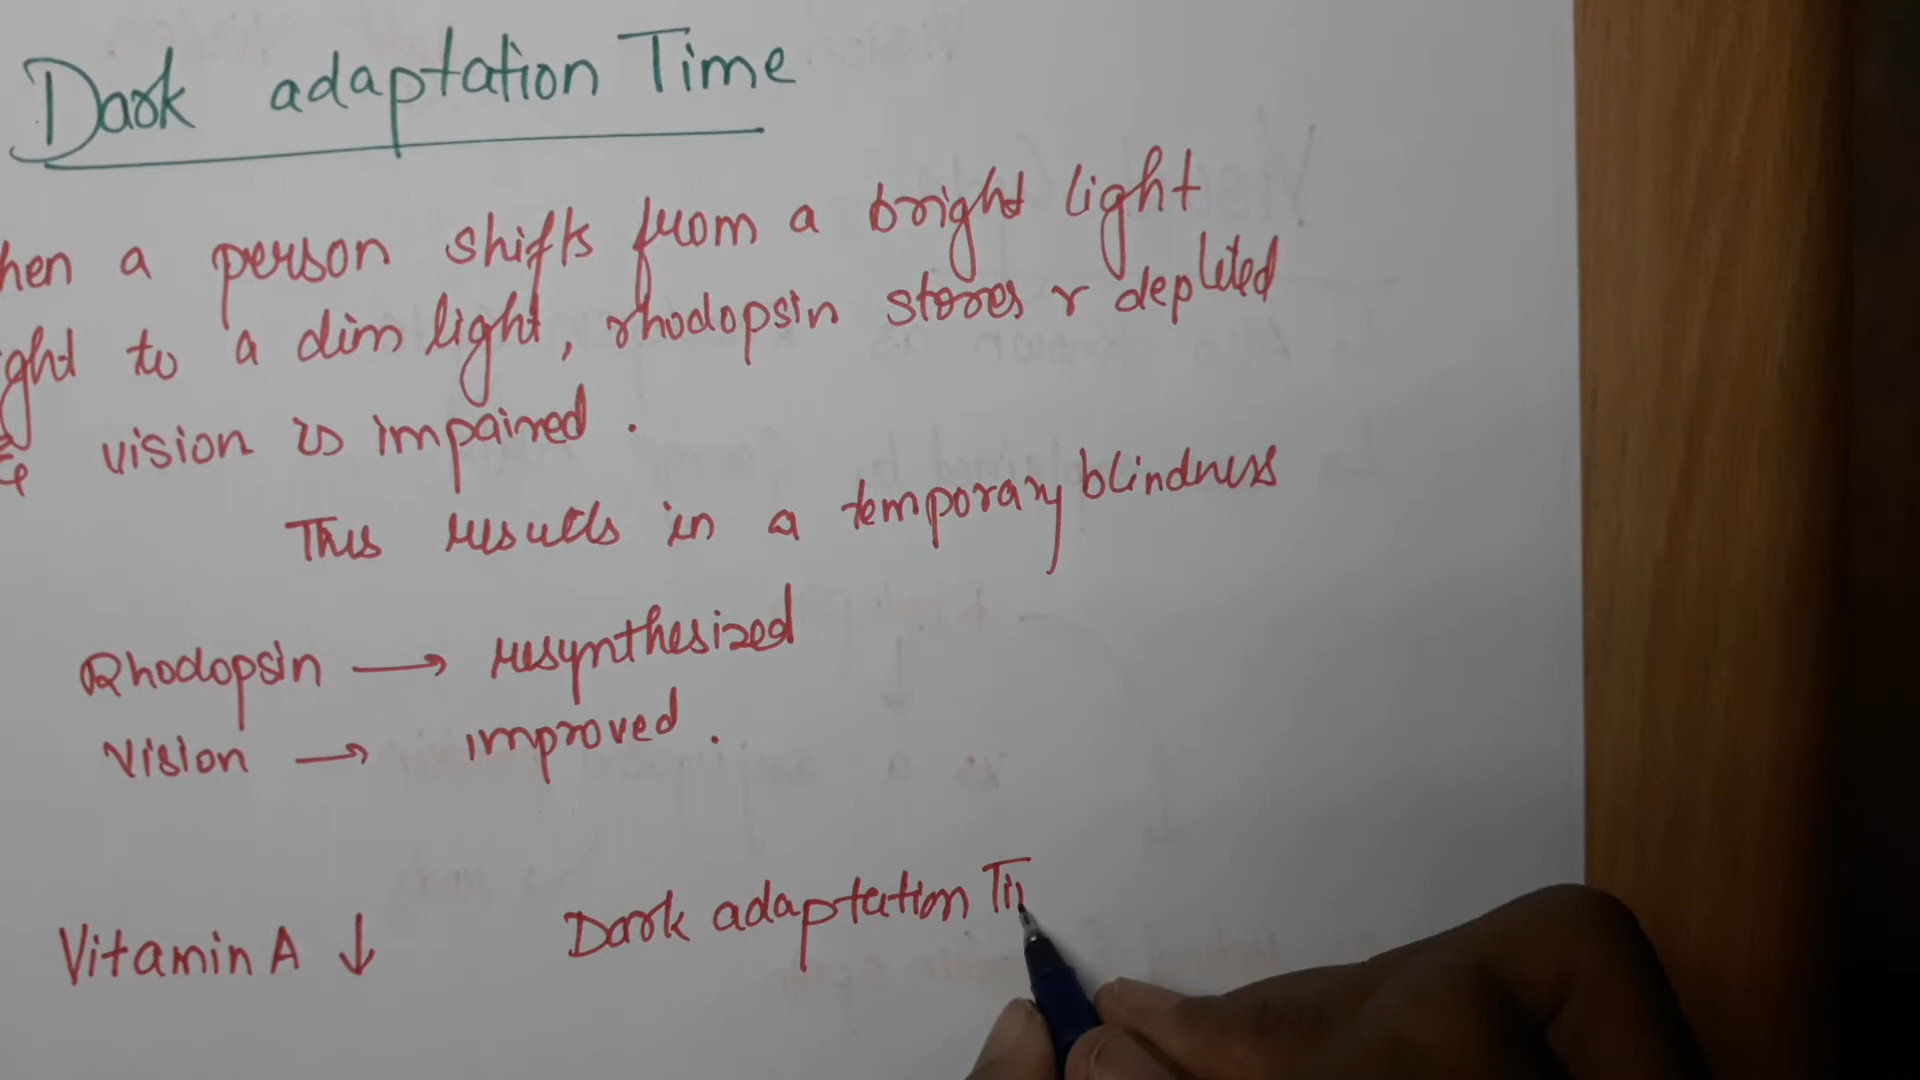 Dark adaptation Time
hen a person shifts from a bright light
ght to a dim light, rhodopsin stores r depleted
& vision is impaired.
This results in a temporary blindness
Rhodopsin → resynthesized
Vision → improved.
Vitamin A ↓ Dark adaptation Ti